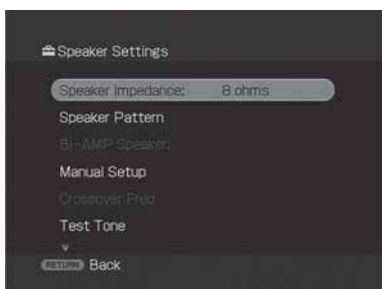 Speaker Settings
Speaker Impedance: 8 ohms
Speaker Pattern
Bi-AMP Speaker:
Manual Setup
Crossover Freq
Test Tone
RETURN Back